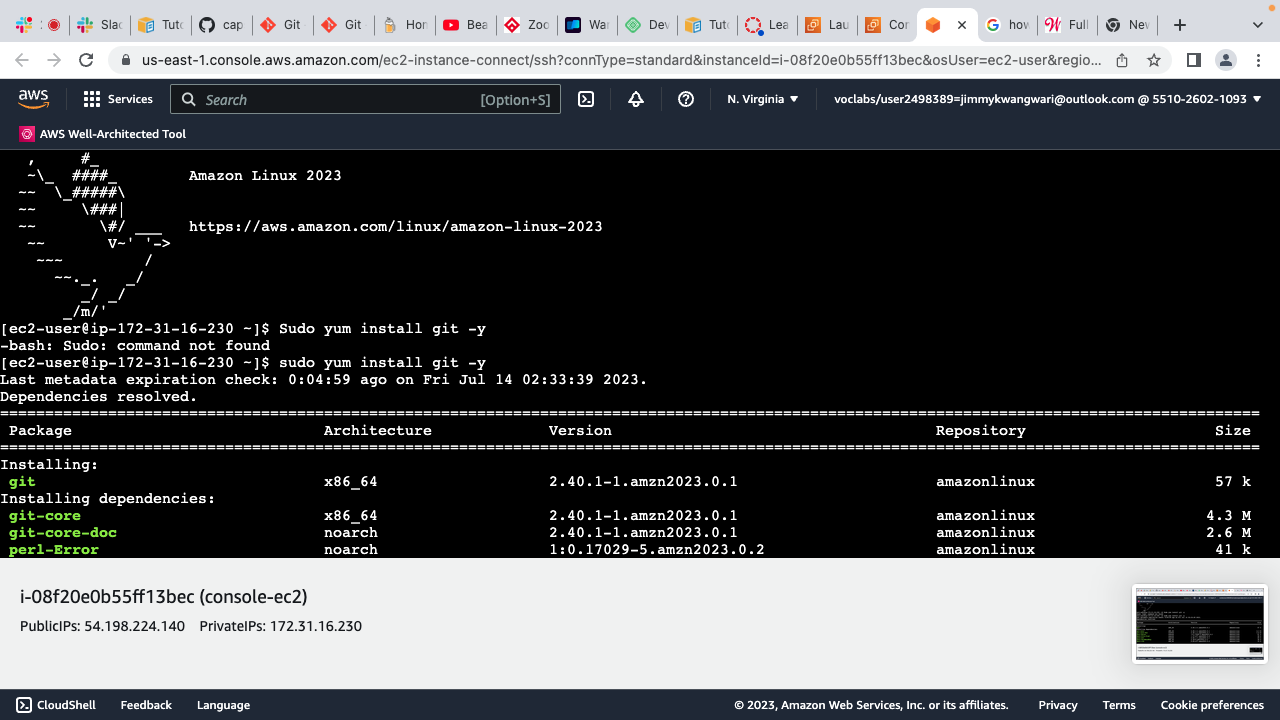 Slac
Tuto
cap
Git
Git
Hor
Bea
Zoo
War
Dev
Tuto
Lea
Lau
Cor
how
Full
Nev
us-east-1.console.aws.amazon.com/ec2-instance-connect/ssh?connType=standard&instanceId=i-08f20e0b55ff13bec&osUser=ec2-user&regio...
aws Services Search [Option+S] N. Virginia voclabs/user2498389=jimmykwangwari@outlook.com @ 5510-2602-1093
AWS Well-Architected Tool
   ,     #_
   ~\_  ####_        Amazon Linux 2023
  ~~  \_#####\
  ~~     \###|
  ~~       \#/ ___   https://aws.amazon.com/linux/amazon-linux-2023
   ~~       V~' '->
    ~~~         /
      ~~._.   _/
         _/ _/
       _/m/'
[ec2-user@ip-172-31-16-230 ~]$ Sudo yum install git -y
-bash: Sudo: command not found
[ec2-user@ip-172-31-16-230 ~]$ sudo yum install git -y
Last metadata expiration check: 0:04:59 ago on Fri Jul 14 02:33:39 2023.
Dependencies resolved.
Package Architecture Version Repository Size
Installing:
git x86_64 2.40.1-1.amzn2023.0.1 amazonlinux 57 k
Installing dependencies:
git-core x86_64 2.40.1-1.amzn2023.0.1 amazonlinux 4.3 M
git-core-doc noarch 2.40.1-1.amzn2023.0.1 amazonlinux 2.6 M
perl-Error noarch 1:0.17029-5.amzn2023.0.2 amazonlinux 41 k
i-08f20e0b55ff13bec (console-ec2)
PublicIPs: 54.198.224.140 PrivateIPs: 172.31.16.230
CloudShell Feedback Language © 2023, Amazon Web Services, Inc. or its affiliates. Privacy Terms Cookie preferences